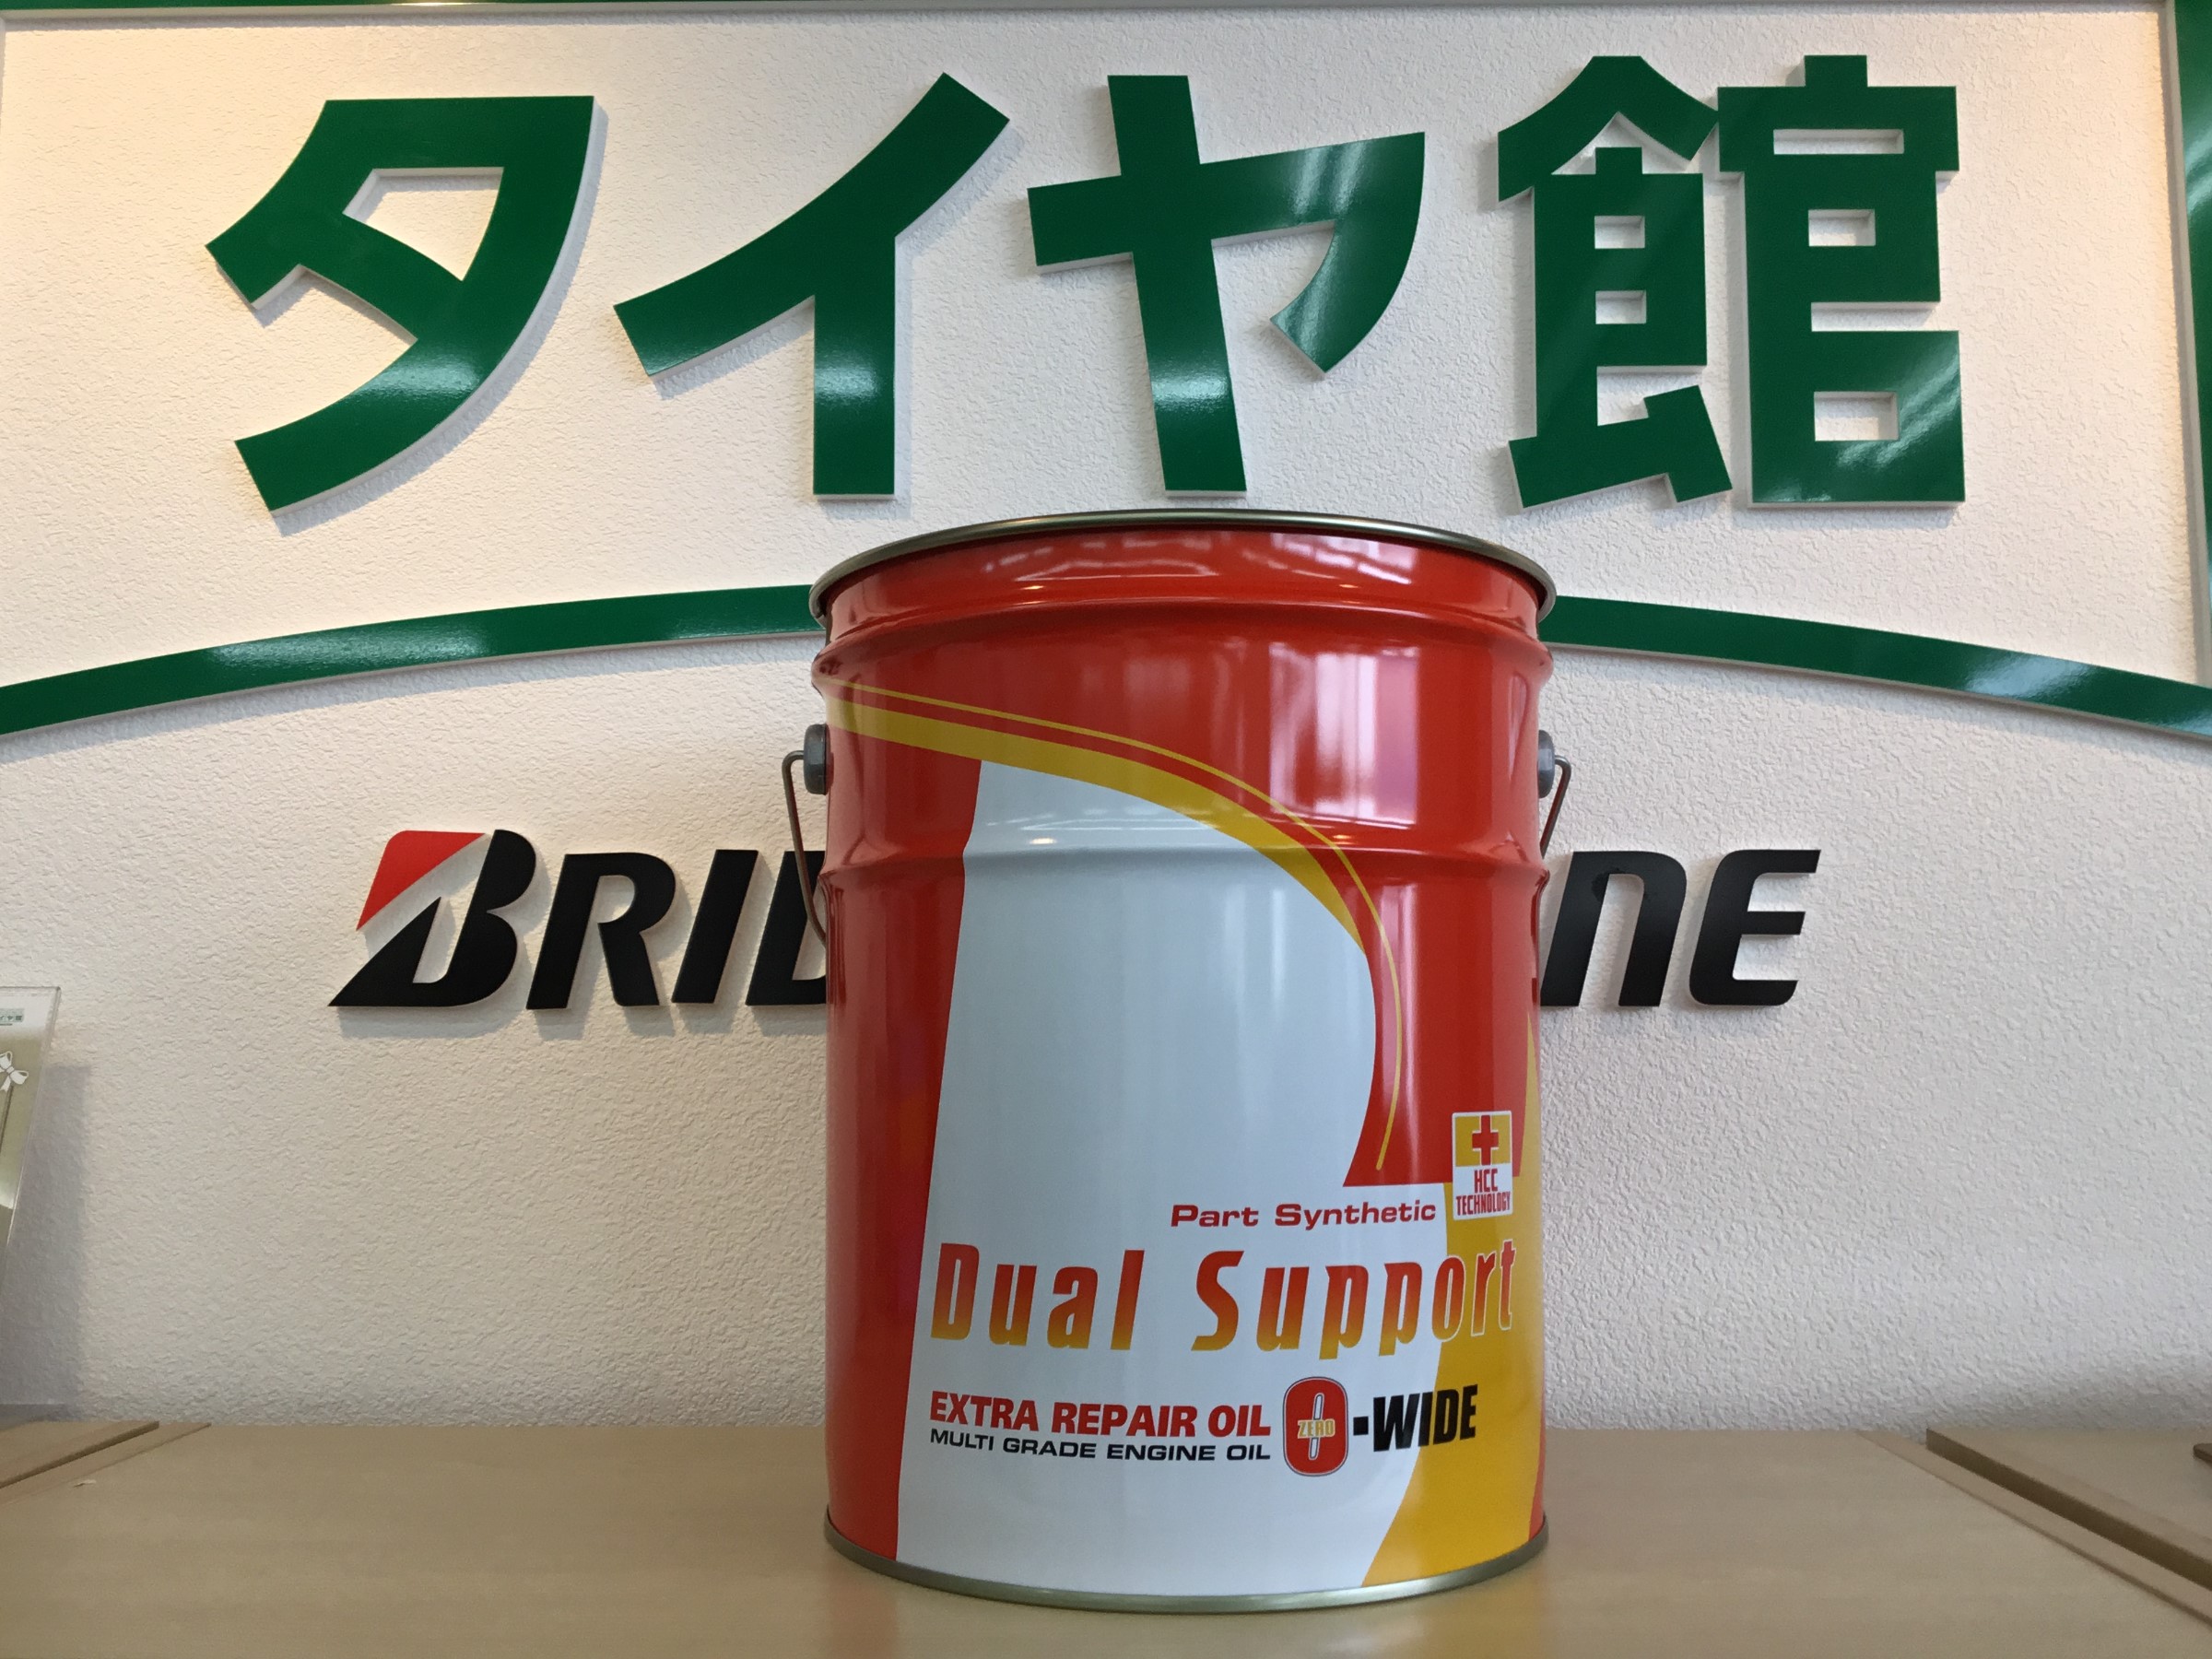 タイヤ館
BRID NE
Part Synthetic
HCC
TECHNOLOGY
Dual Support
EXTRA REPAIR OIL 0-WIDE
ZERO
MULTI GRADE ENGINE OIL